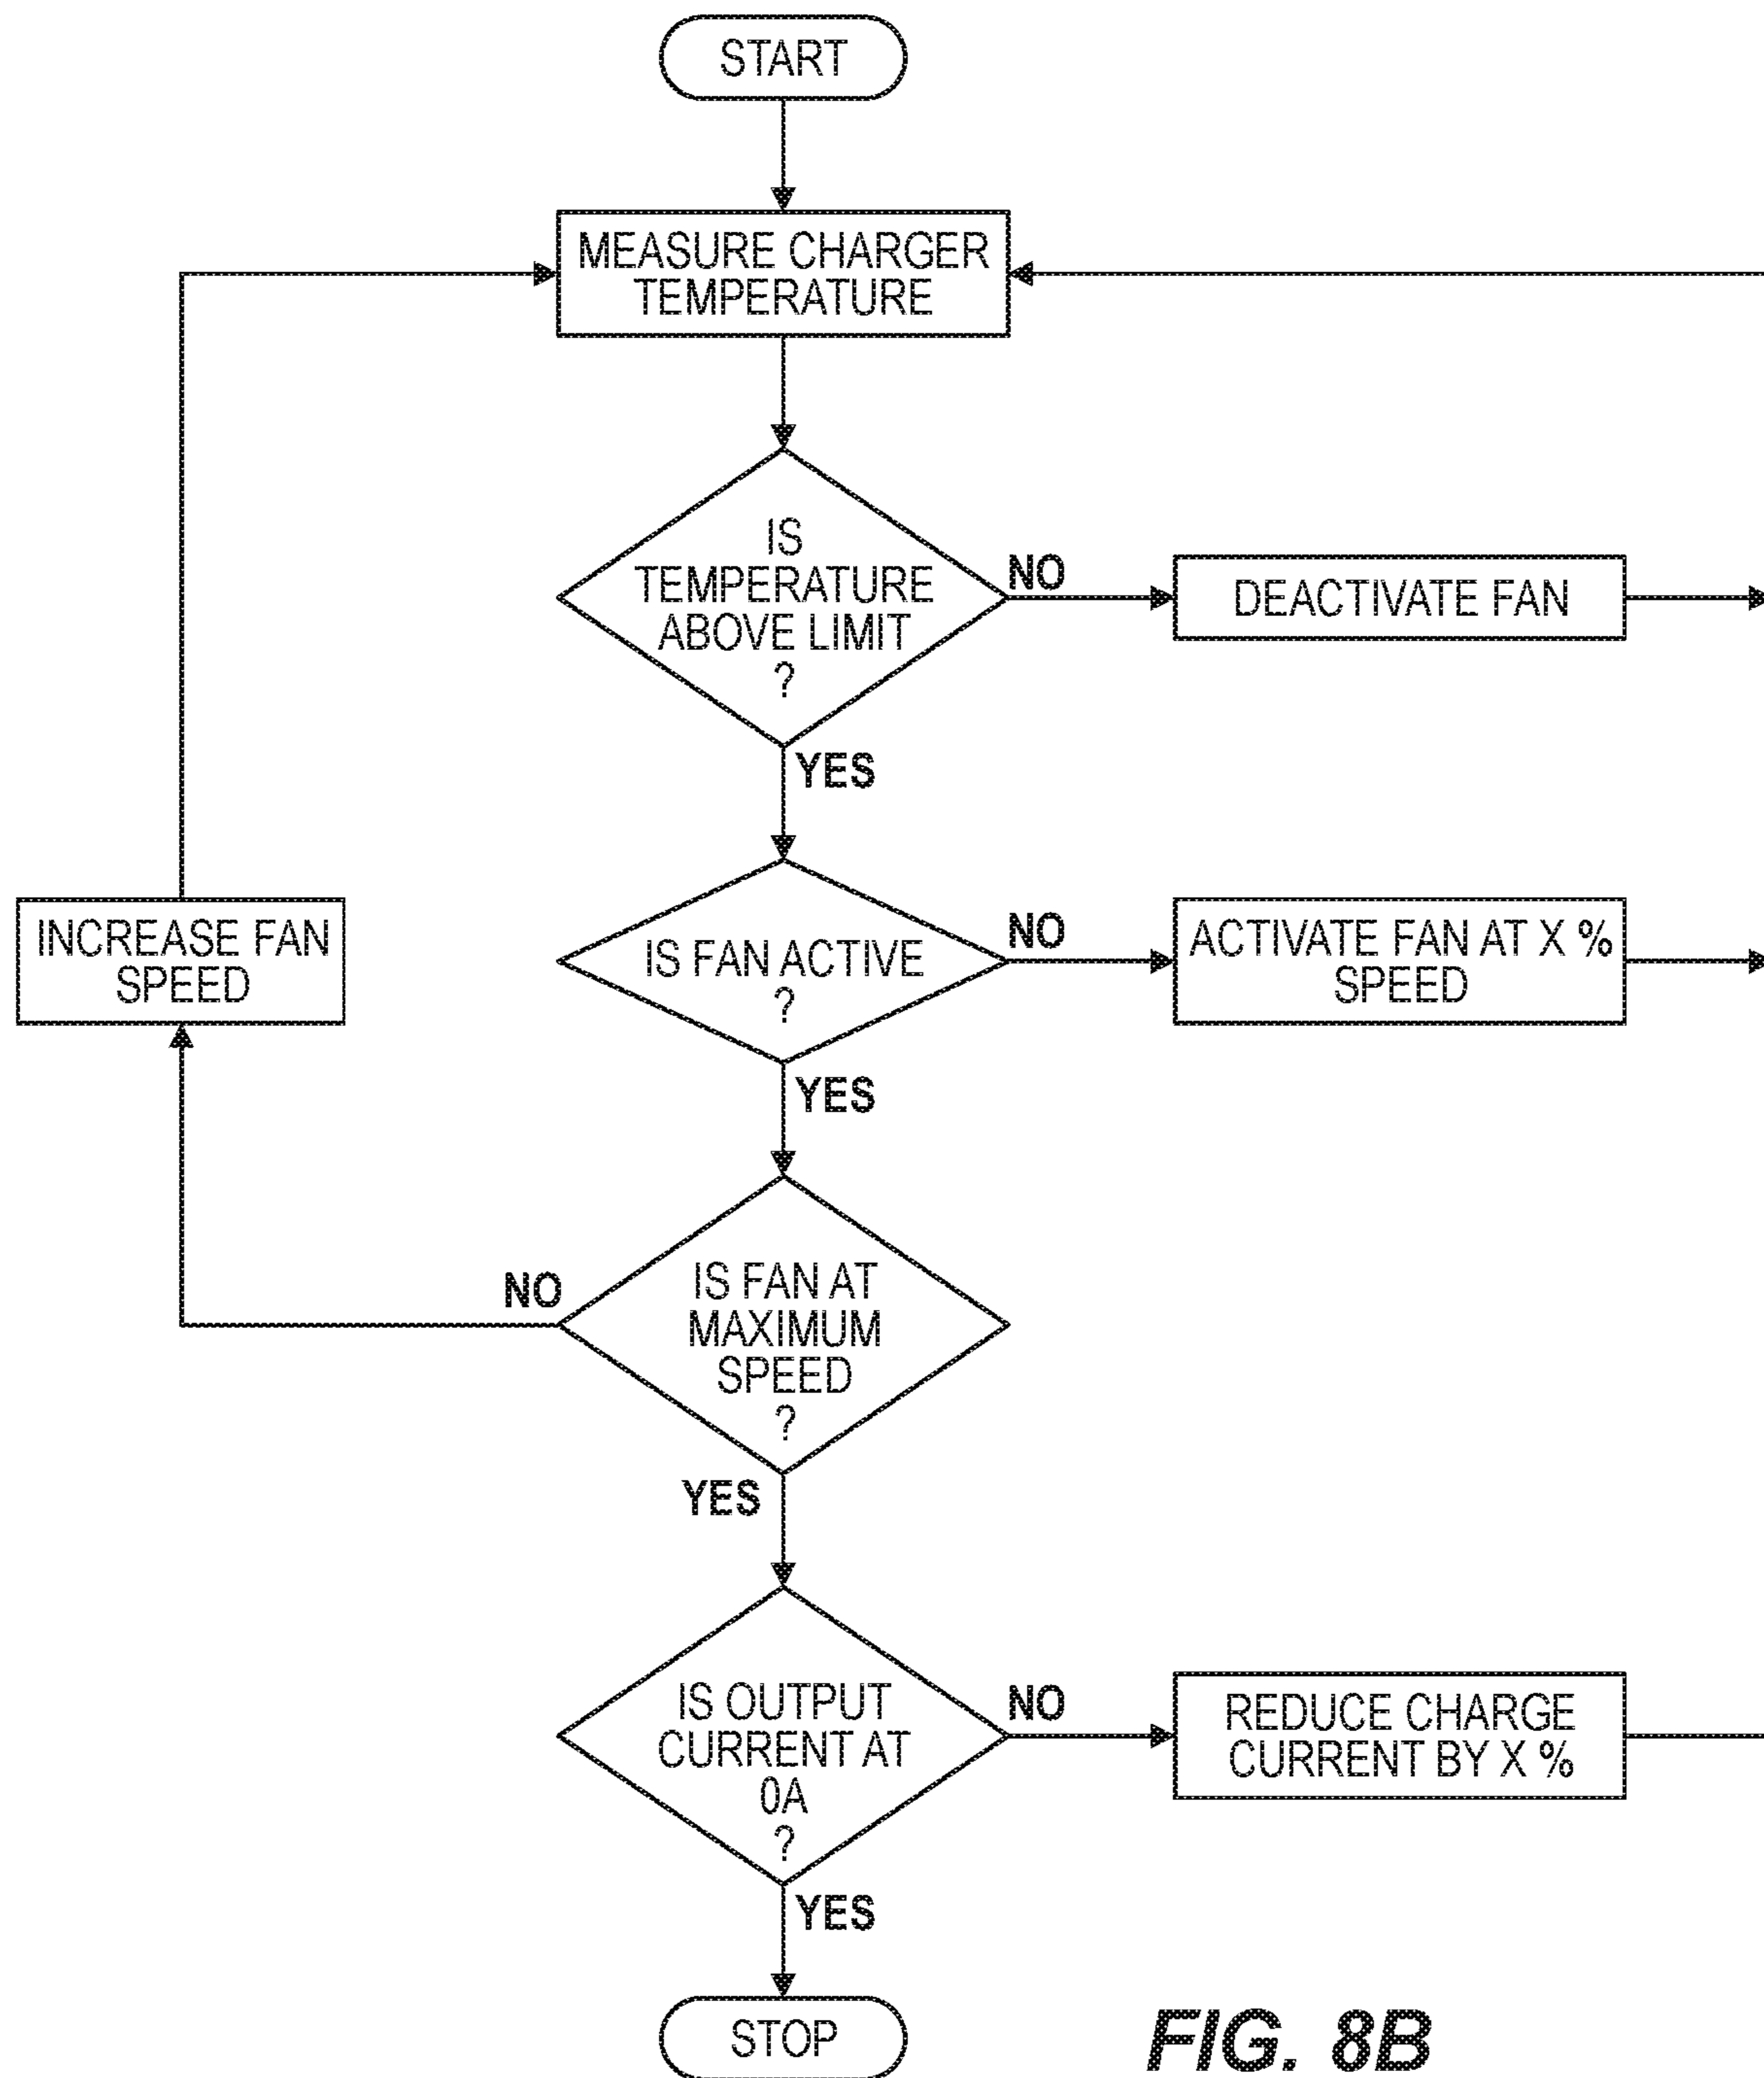 START
MEASURE CHARGER
TEMPERATURE
IS
TEMPERATURE
ABOVE LIMIT
?
NO
DEACTIVATE FAN
YES
INCREASE FAN
SPEED
IS FAN ACTIVE
?
NO
ACTIVATE FAN AT X %
SPEED
YES
NO
IS FAN AT
MAXIMUM
SPEED
?
YES
IS OUTPUT
CURRENT AT
0A
?
NO
REDUCE CHARGE
CURRENT BY X %
YES
STOP
FIG. 8B